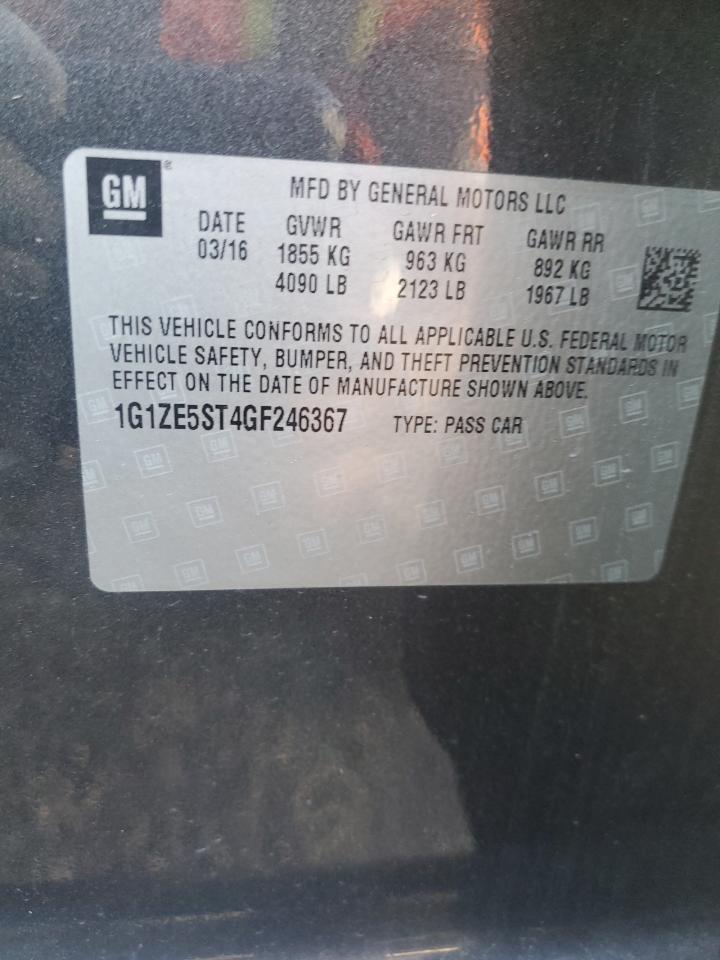 GM®
MFD BY GENERAL MOTORS LLC
DATE GVWR GAWR FRT GAWR RR
03/16 1855 KG 963 KG 892 KG
4090 LB 2123 LB 1967 LB
THIS VEHICLE CONFORMS TO ALL APPLICABLE U.S. FEDERAL MOTOR
VEHICLE SAFETY, BUMPER, AND THEFT PREVENTION STANDARDS IN
EFFECT ON THE DATE OF MANUFACTURE SHOWN ABOVE.
1G1ZE5ST4GF246367 TYPE: PASS CAR